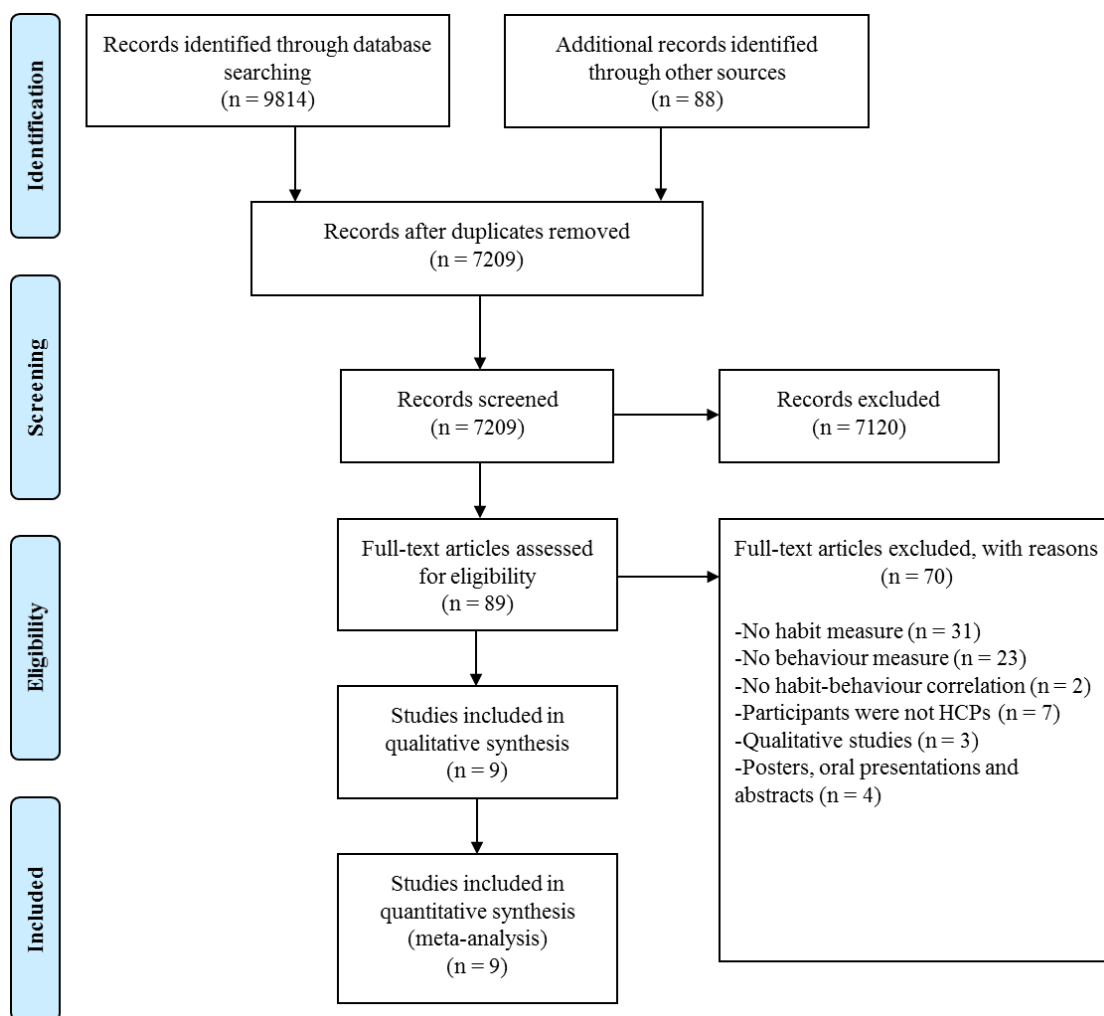 Identification
Records identified through database
searching
(n = 9814)
Additional records identified
through other sources
(n = 88)
Records after duplicates removed
(n = 7209)
Screening
Records screened
(n = 7209)
Records excluded
(n = 7120)
Eligibility
Full-text articles assessed
for eligibility
(n = 89)
Full-text articles excluded, with reasons
(n = 70)
-No habit measure (n = 31)
-No behaviour measure (n = 23)
-No habit-behaviour correlation (n = 2)
-Participants were not HCPs (n = 7)
-Qualitative studies (n = 3)
-Posters, oral presentations and
abstracts (n = 4)
Studies included in
qualitative synthesis
(n = 9)
Included
Studies included in
quantitative synthesis
(meta-analysis)
(n = 9)